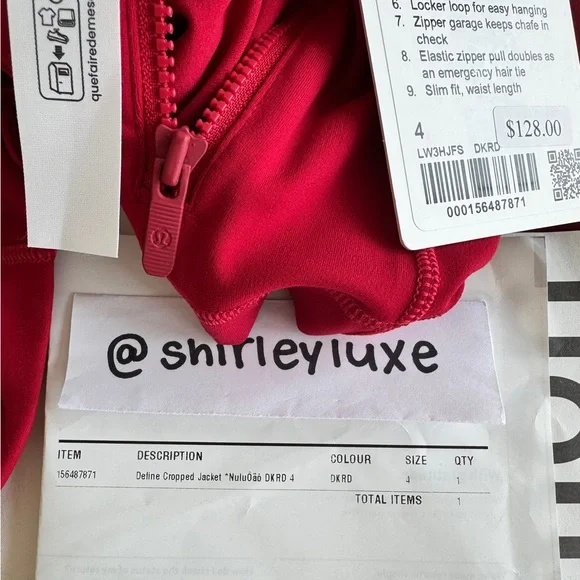 quefairedemes
6. Locker loop for easy hanging
7. Zipper garage keeps chafe in
check
8. Elastic zipper pull doubles as
an emergency hair tie
9. Slim fit, waist length
4
$128.00
LW3HJFS DKRD
000156487871
@shirleyluxe
ITEM DESCRIPTION COLOUR SIZE QTY
156487871 Define Cropped Jacket *NuluÖäó DKRD 4 DKRD 4 1
TOTAL ITEMS 1